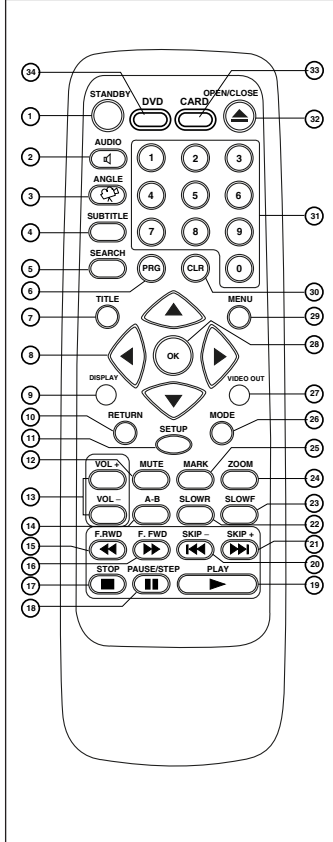 34 33
STANDBY DVD CARD OPEN/CLOSE
1 32
AUDIO
2 1 2 3
ANGLE
3 4 5 6 31
SUBTITLE
4 7 8 9
SEARCH
5 0
6 PRG CLR 30
TITLE MENU
7 29
8 OK 28
DISPLAY VIDEO OUT
9 27
RETURN MODE
10 26
SETUP
11 25
12 VOL + MUTE MARK ZOOM
13 24
VOL – A-B SLOWR SLOWF
14 23
22
F.RWD F. FWD SKIP – SKIP +
15 21
16 20
STOP PAUSE/STEP PLAY
17 19
18